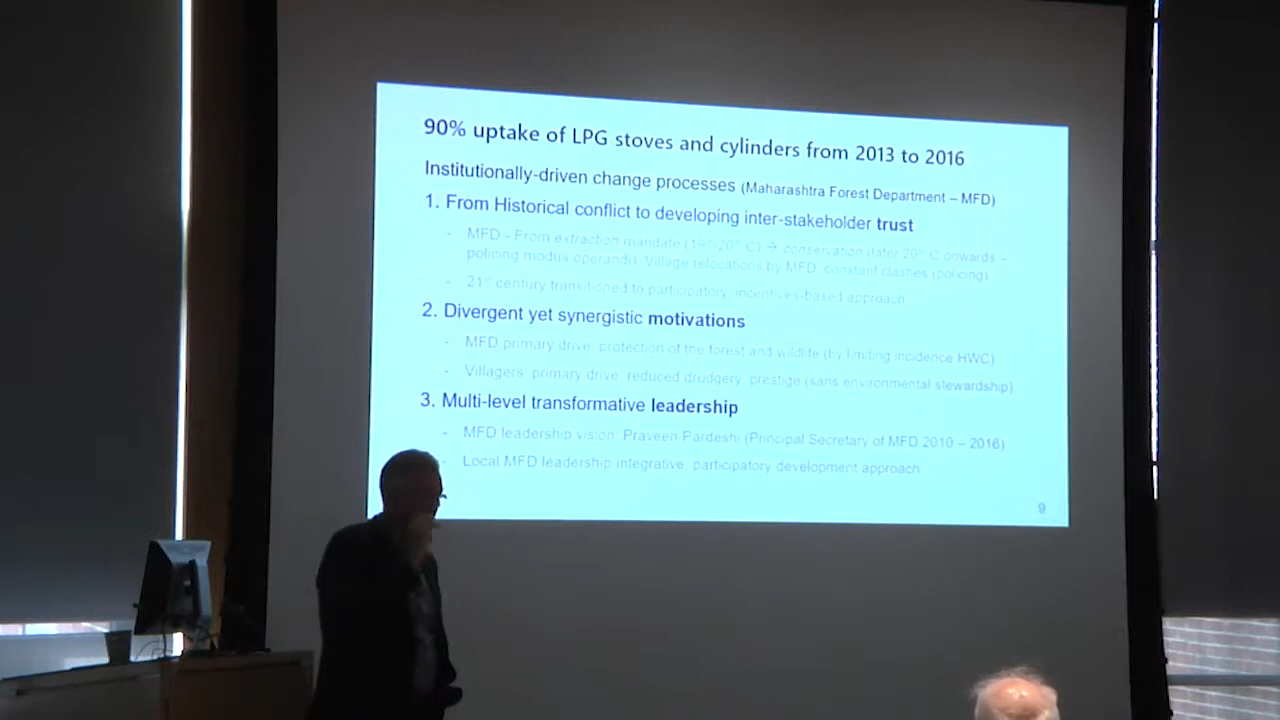 90% uptake of LPG stoves and cylinders from 2013 to 2016
Institutionally-driven change processes (Maharashtra Forest Department – MFD)
1. From Historical conflict to developing inter-stakeholder trust
- MFD - From extraction mandate (19th/20th C) → conservation (later 20th C onwards –
policing modus operandi). Village relocations by MFD, constant clashes (policing)
- 21st century transitioned to participatory, incentives-based approach
2. Divergent yet synergistic motivations
- MFD primary drive: protection of the forest and wildlife (by limiting incidence HWC)
- Villagers: primary drive: reduced drudgery, prestige (sans environmental stewardship)
3. Multi-level transformative leadership
- MFD leadership vision: Praveen Pardeshi (Principal Secretary of MFD 2010 – 2016)
- Local MFD leadership integrative, participatory development approach
9